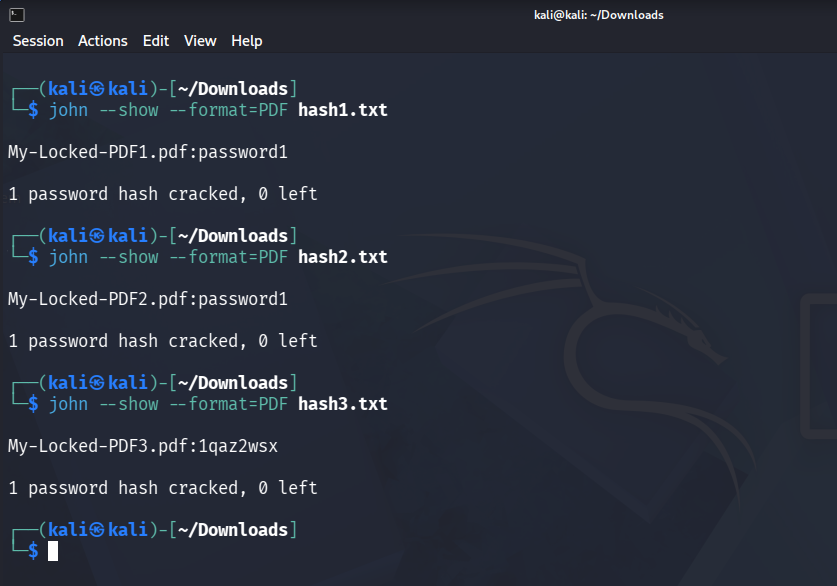 kali@kali: ~/Downloads
Session Actions Edit View Help
┌──(kali㉿kali)-[~/Downloads]
└─$ john --show --format=PDF hash1.txt
My-Locked-PDF1.pdf:password1
1 password hash cracked, 0 left
┌──(kali㉿kali)-[~/Downloads]
└─$ john --show --format=PDF hash2.txt
My-Locked-PDF2.pdf:password1
1 password hash cracked, 0 left
┌──(kali㉿kali)-[~/Downloads]
└─$ john --show --format=PDF hash3.txt
My-Locked-PDF3.pdf:1qaz2wsx
1 password hash cracked, 0 left
┌──(kali㉿kali)-[~/Downloads]
└─$